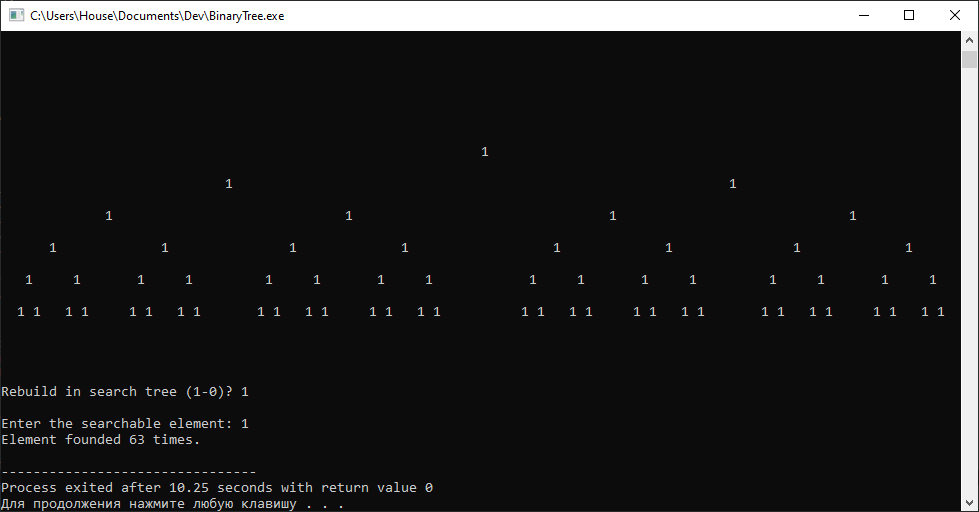 C:\Users\House\Documents\Dev\BinaryTree.exe
1
1 1
1 1 1 1
1 1 1 1 1 1 1 1
1 1 1 1 1 1 1 1 1 1 1 1 1 1 1 1
1 1 1 1 1 1 1 1 1 1 1 1 1 1 1 1 1 1 1 1 1 1 1 1 1 1 1 1 1 1 1 1
Rebuild in search tree (1-0)? 1
Enter the searchable element: 1
Element founded 63 times.
--------------------------------
Process exited after 10.25 seconds with return value 0
Для продолжения нажмите любую клавишу . . .